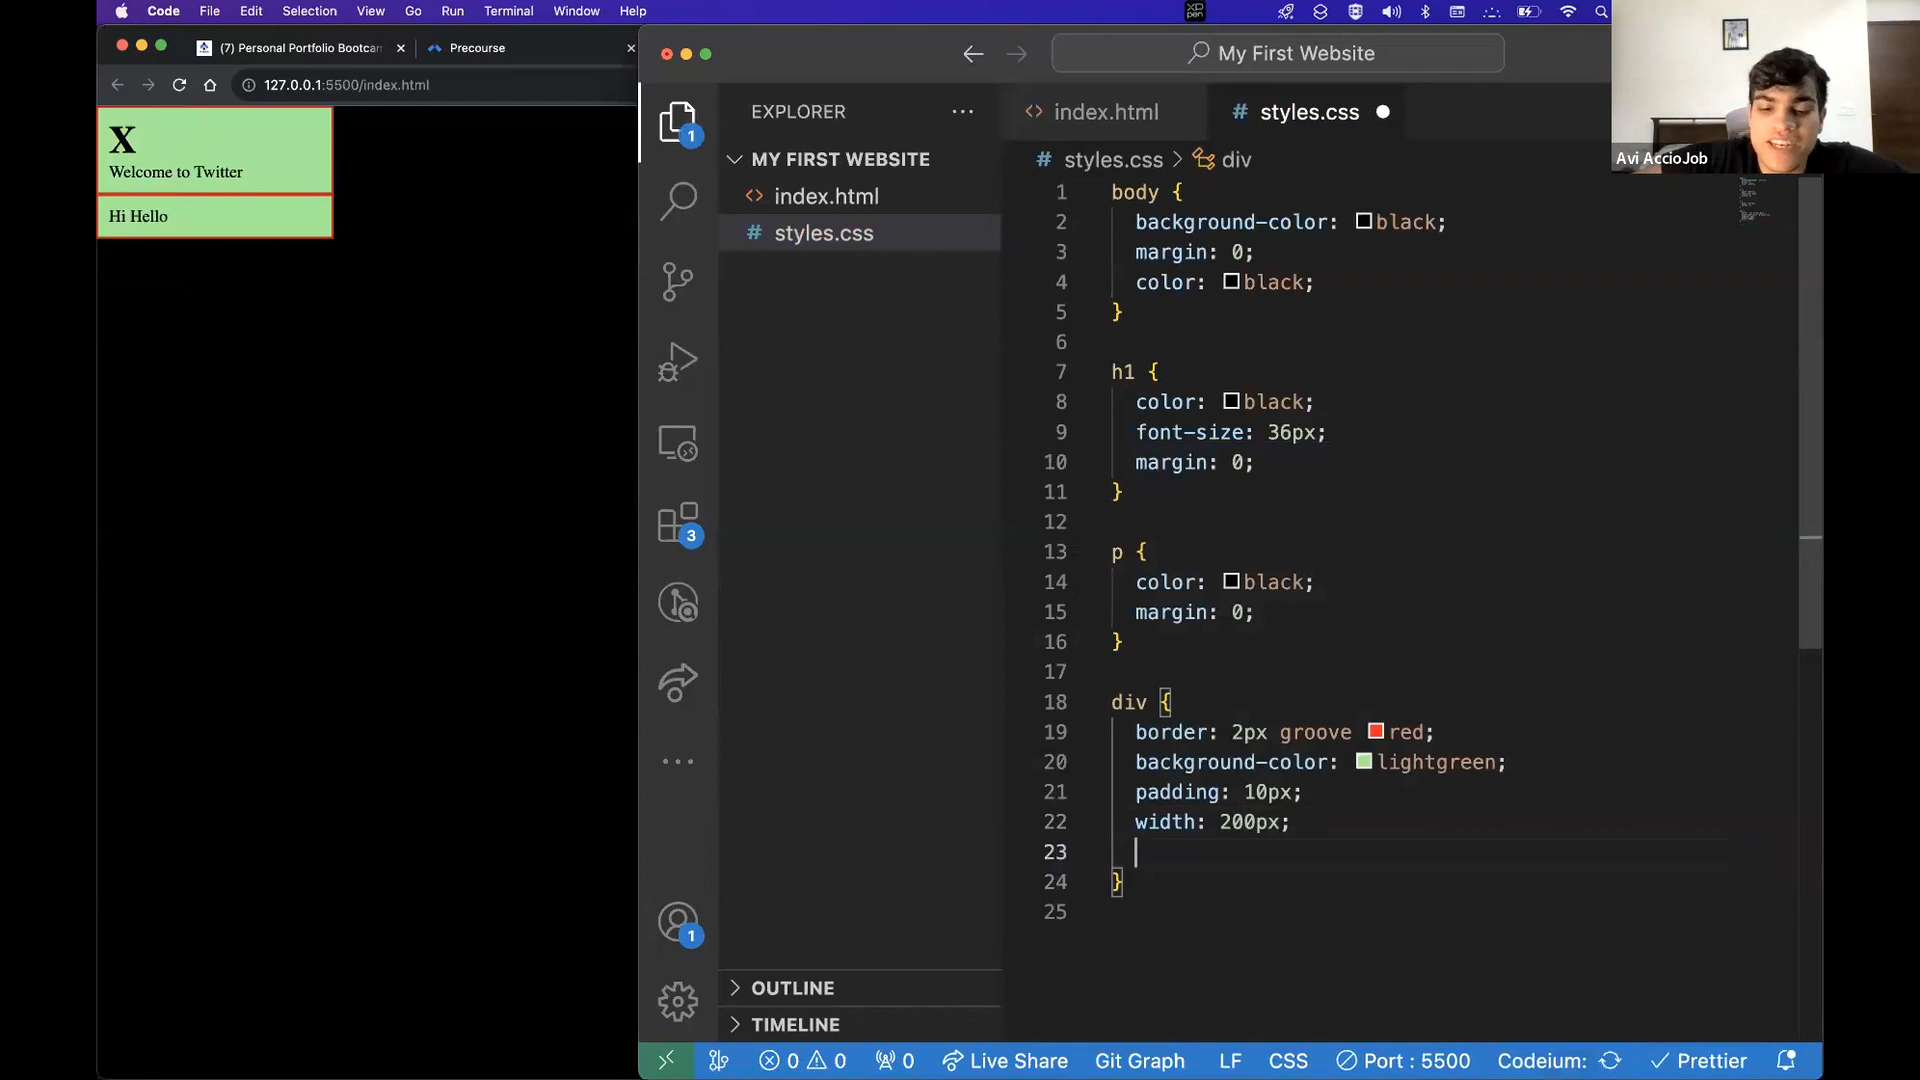 Code File Edit Selection View Go Run Terminal Window Help
XD
pen
(7) Personal Portfolio Bootcam
Precourse
127.0.0.1:5500/index.html
X
Welcome to Twitter
Hi Hello
My First Website
EXPLORER
MY FIRST WEBSITE
index.html
styles.css
OUTLINE
TIMELINE
1
3
1
index.html
# styles.css
# styles.css > div
1 body {
2 background-color: black;
3 margin: 0;
4 color: black;
5 }
6
7 h1 {
8 color: black;
9 font-size: 36px;
10 margin: 0;
11 }
12
13 p {
14 color: black;
15 margin: 0;
16 }
17
18 div {
19 border: 2px groove red;
20 background-color: lightgreen;
21 padding: 10px;
22 width: 200px;
23
24 }
25
0 0 0 Live Share Git Graph LF CSS Port : 5500 Codeium: Prettier
Avi AccioJob